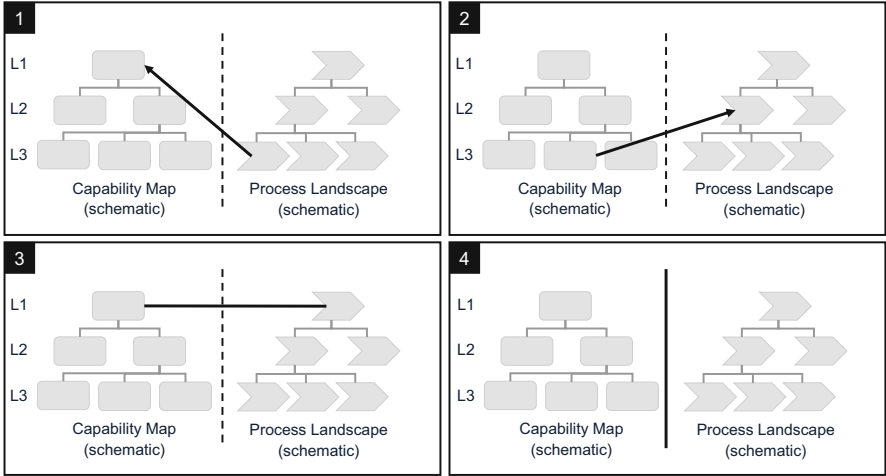 1
L1
L2
L3
Capability Map
(schematic)
Process Landscape
(schematic)
2
L1
L2
L3
Capability Map
(schematic)
Process Landscape
(schematic)
3
L1
L2
L3
Capability Map
(schematic)
Process Landscape
(schematic)
4
L1
L2
L3
Capability Map
(schematic)
Process Landscape
(schematic)